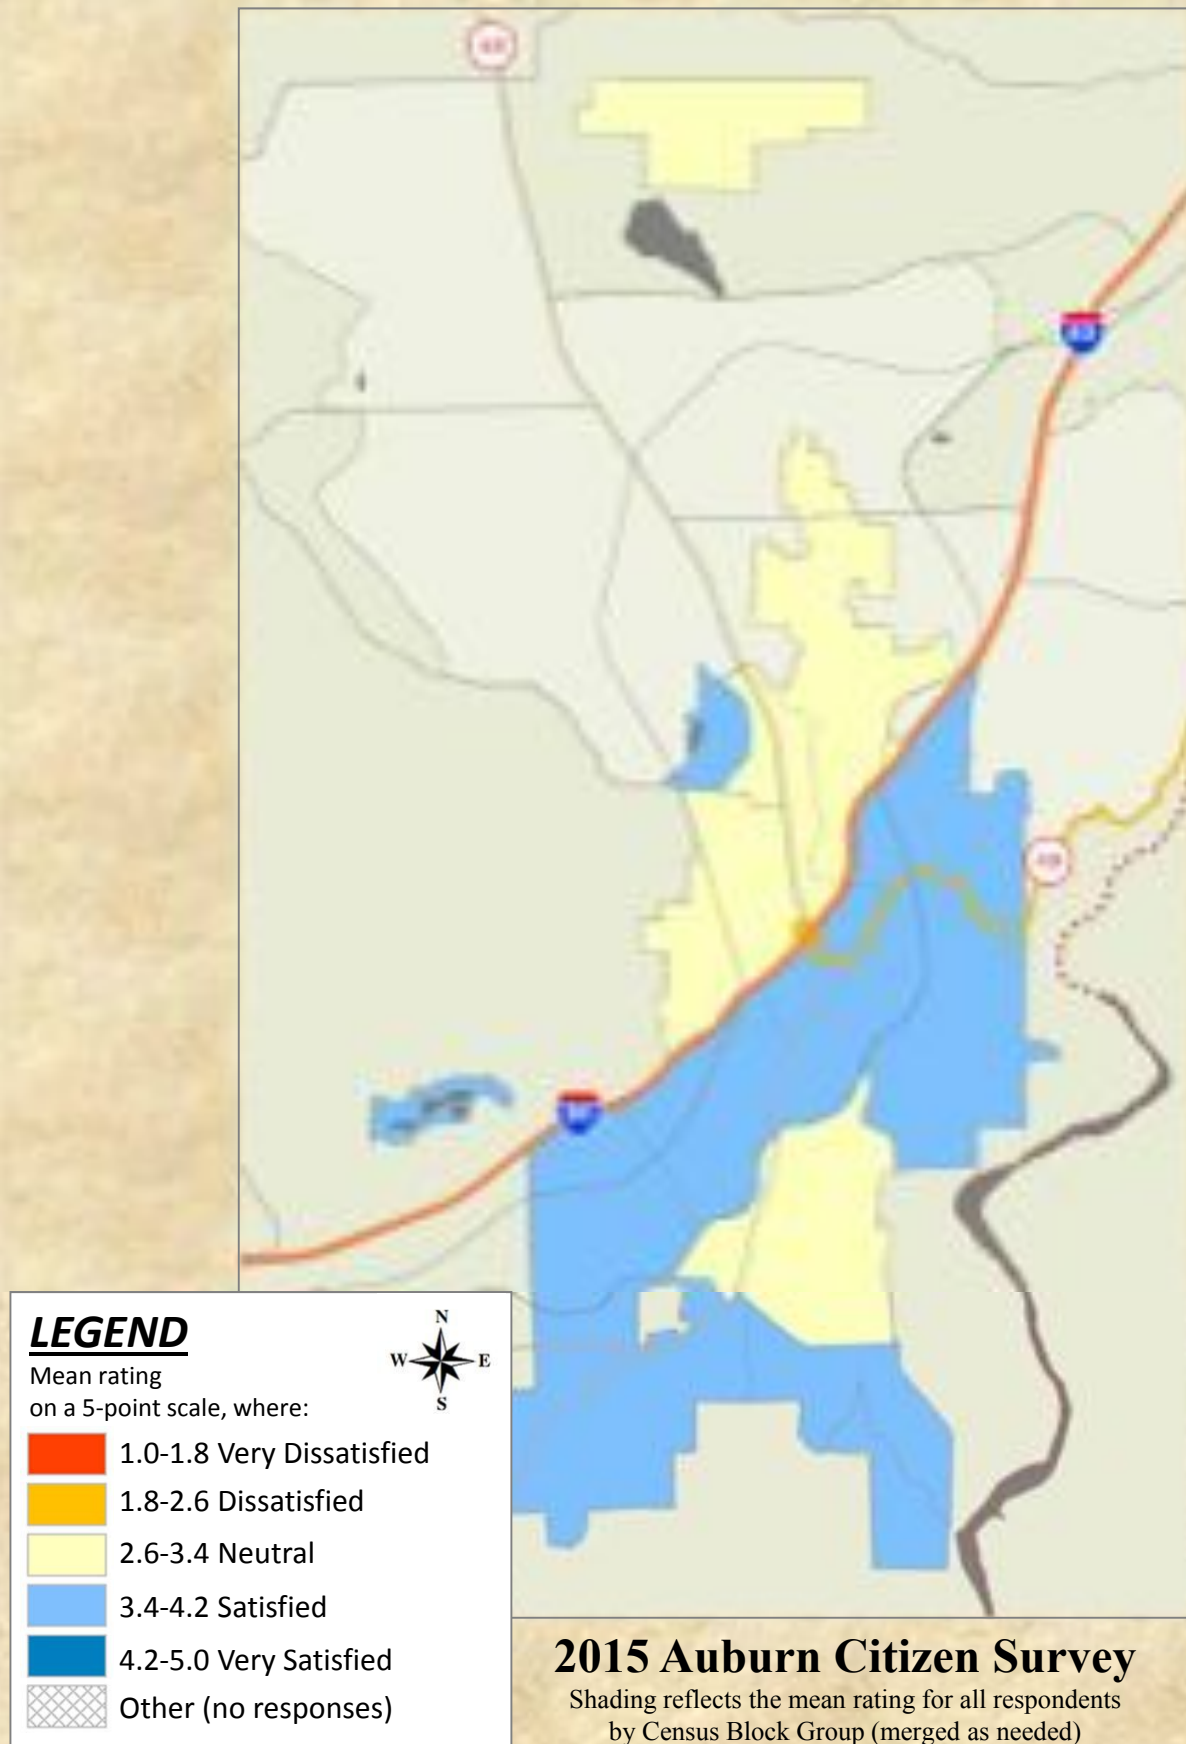 LEGEND
N
W E
S
Mean rating
on a 5-point scale, where:
1.0-1.8 Very Dissatisfied
1.8-2.6 Dissatisfied
2.6-3.4 Neutral
3.4-4.2 Satisfied
4.2-5.0 Very Satisfied
Other (no responses)
2015 Auburn Citizen Survey
Shading reflects the mean rating for all respondents
by Census Block Group (merged as needed)